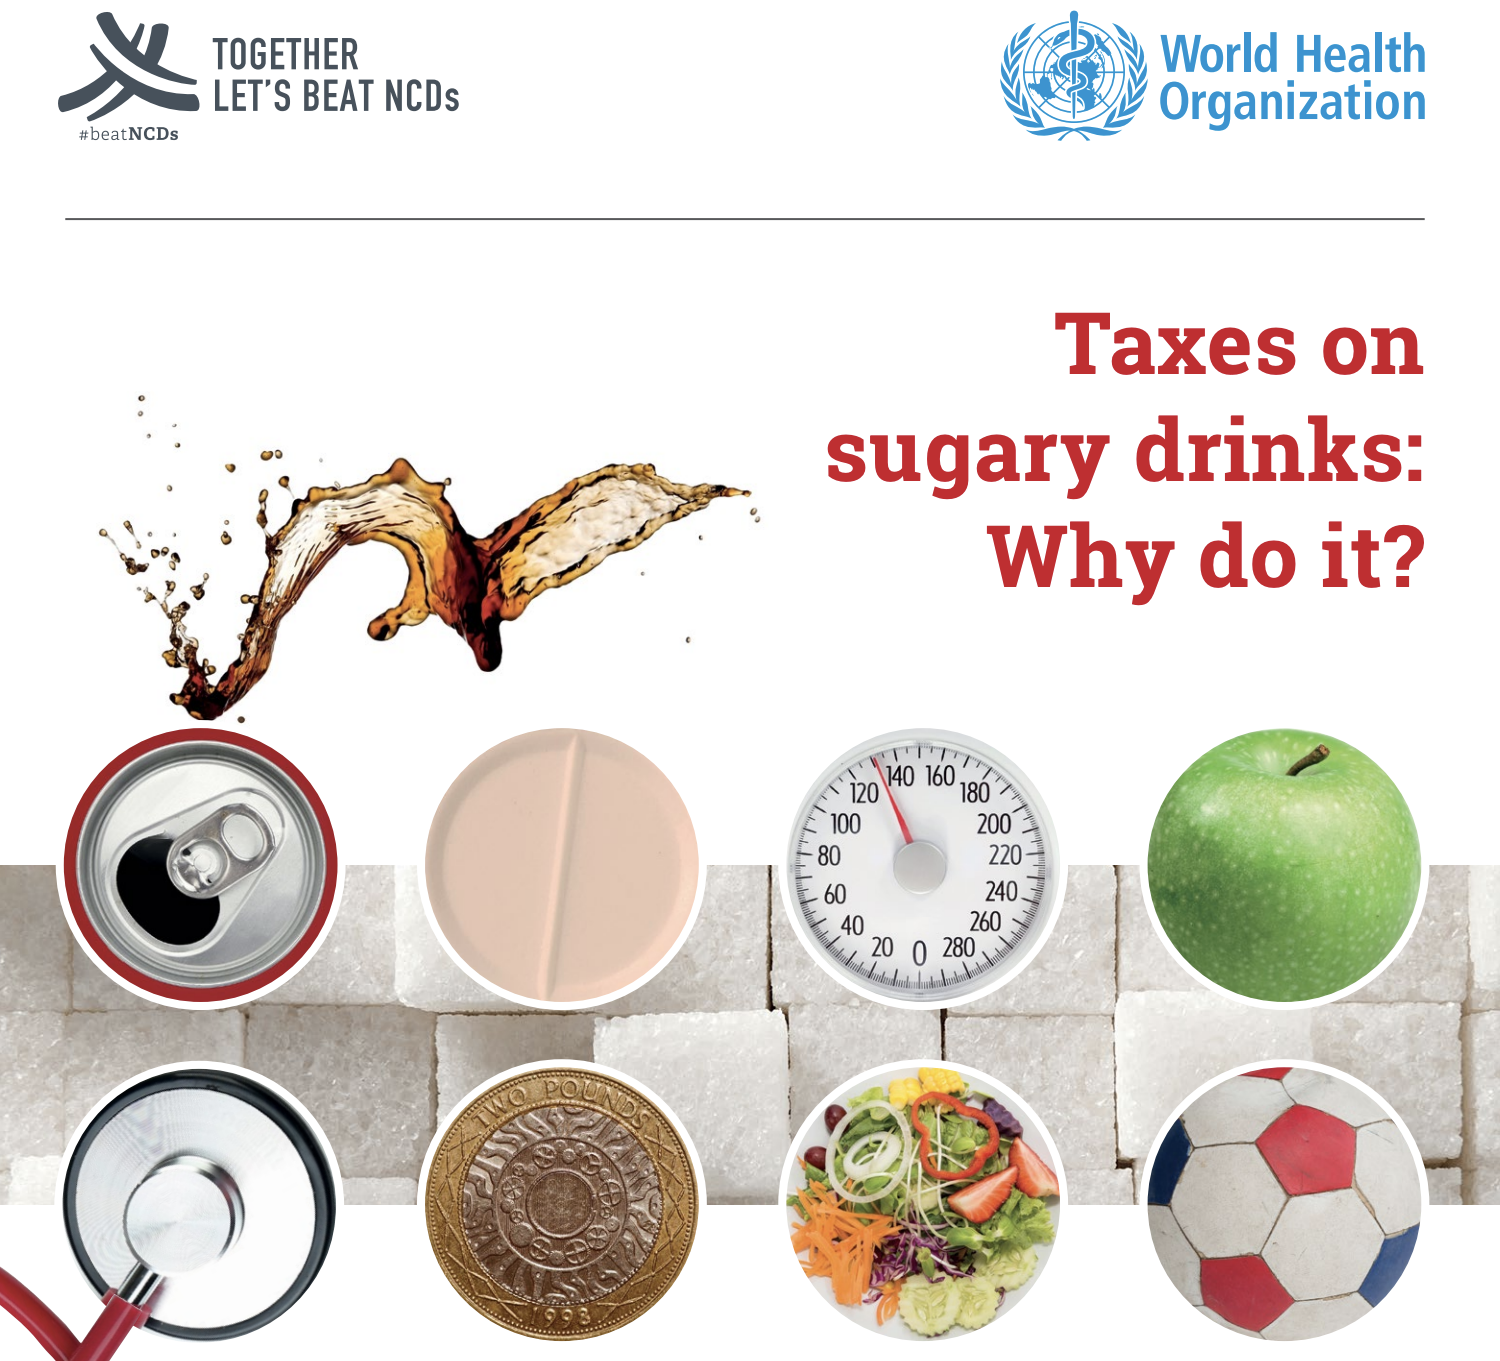 TOGETHER
LET'S BEAT NCDs
#beatNCDs
World Health
Organization
Taxes on
sugary drinks:
Why do it?
0
20
40
60
80
100
120
140
160
180
200
220
240
260
280
TWO POUNDS
1998